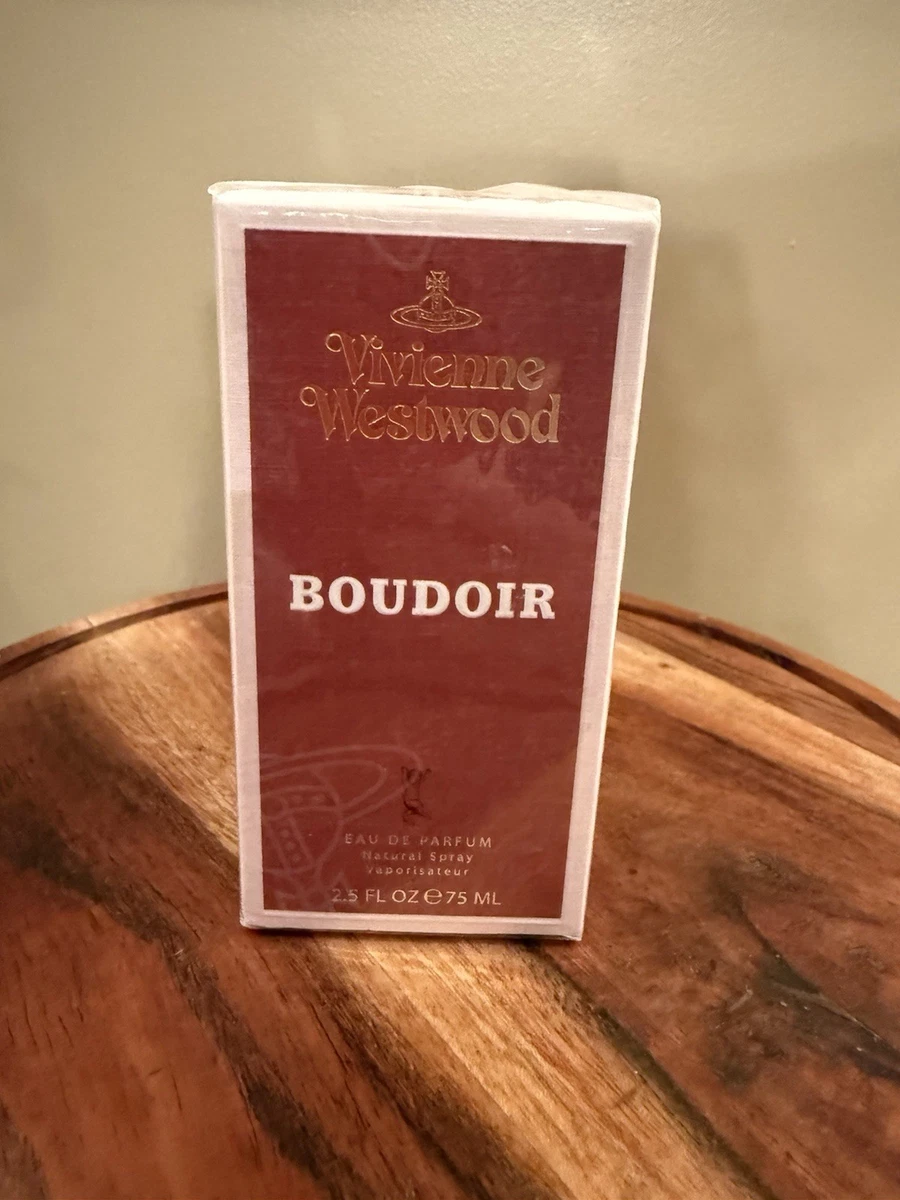 Vivienne
Westwood
BOUDOIR
EAU DE PARFUM
Natural Spray
Vaporisateur
2.5 FL OZ ℮ 75 ML